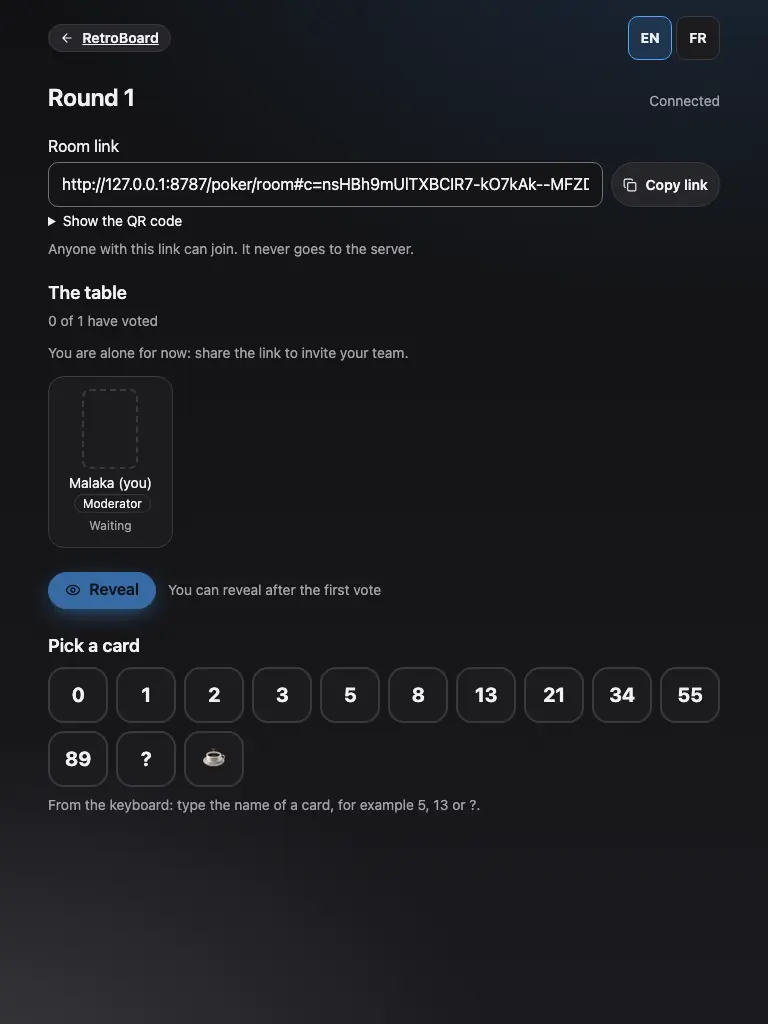 RetroBoard
EN
FR
Round 1
Connected
Room link
http://127.0.0.1:8787/poker/room#c=nsHBh9mUlTXBClR7-kO7kAk--MFZD
Copy link
Show the QR code
Anyone with this link can join. It never goes to the server.
The table
0 of 1 have voted
You are alone for now: share the link to invite your team.
Malaka (you)
Moderator
Waiting
Reveal
You can reveal after the first vote
Pick a card
0 1 2 3 5 8 13 21 34 55
89 ?
From the keyboard: type the name of a card, for example 5, 13 or ?.